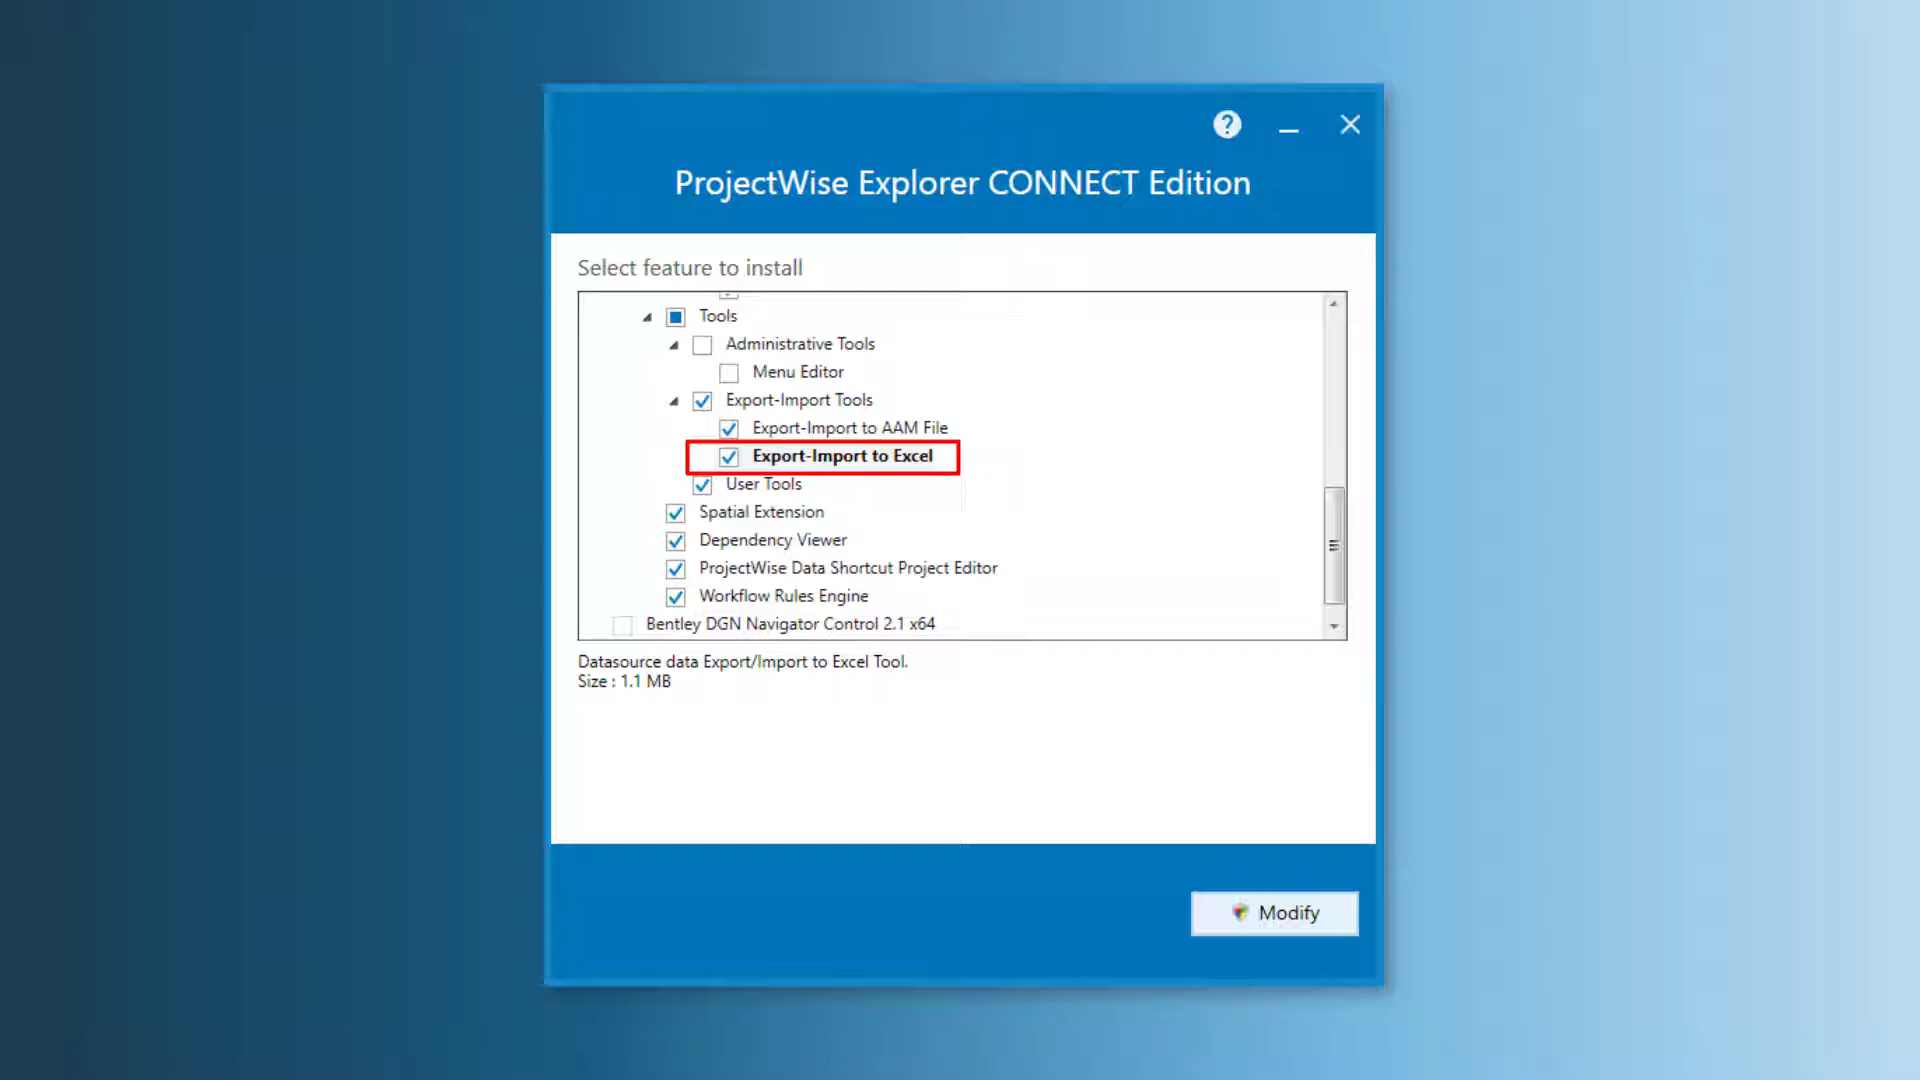 ?
ProjectWise Explorer CONNECT Edition
Select feature to install
Tools
Administrative Tools
Menu Editor
Export-Import Tools
Export-Import to AAM File
Export-Import to Excel
User Tools
Spatial Extension
Dependency Viewer
ProjectWise Data Shortcut Project Editor
Workflow Rules Engine
Bentley DGN Navigator Control 2.1 x64
Datasource data Export/Import to Excel Tool.
Size : 1.1 MB
Modify